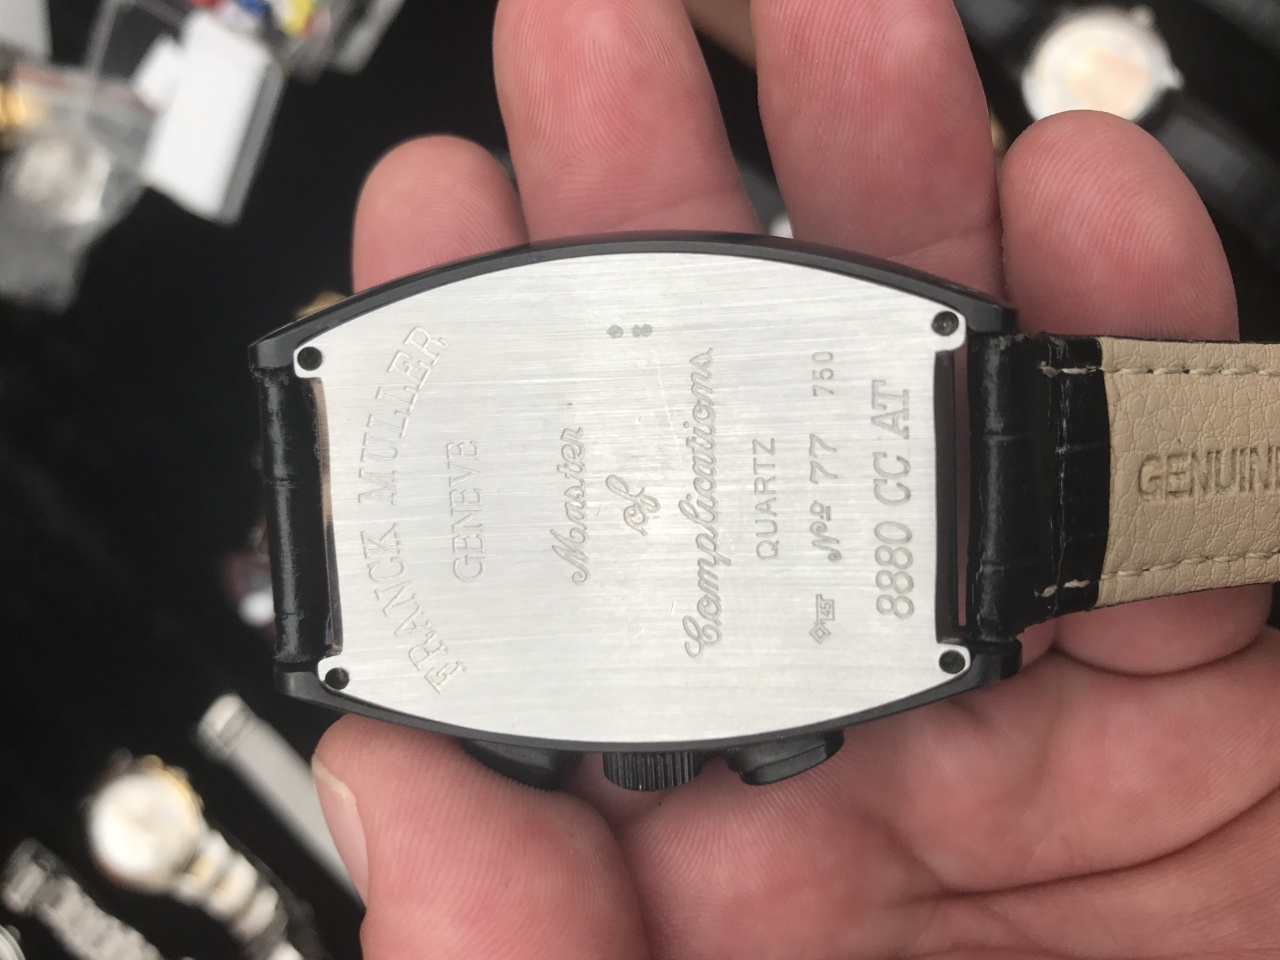 FRANCK MULLER
GENEVE
Master
of
Complications
QUARTZ
Nº 77 750
8880 CC AT
GENUIN